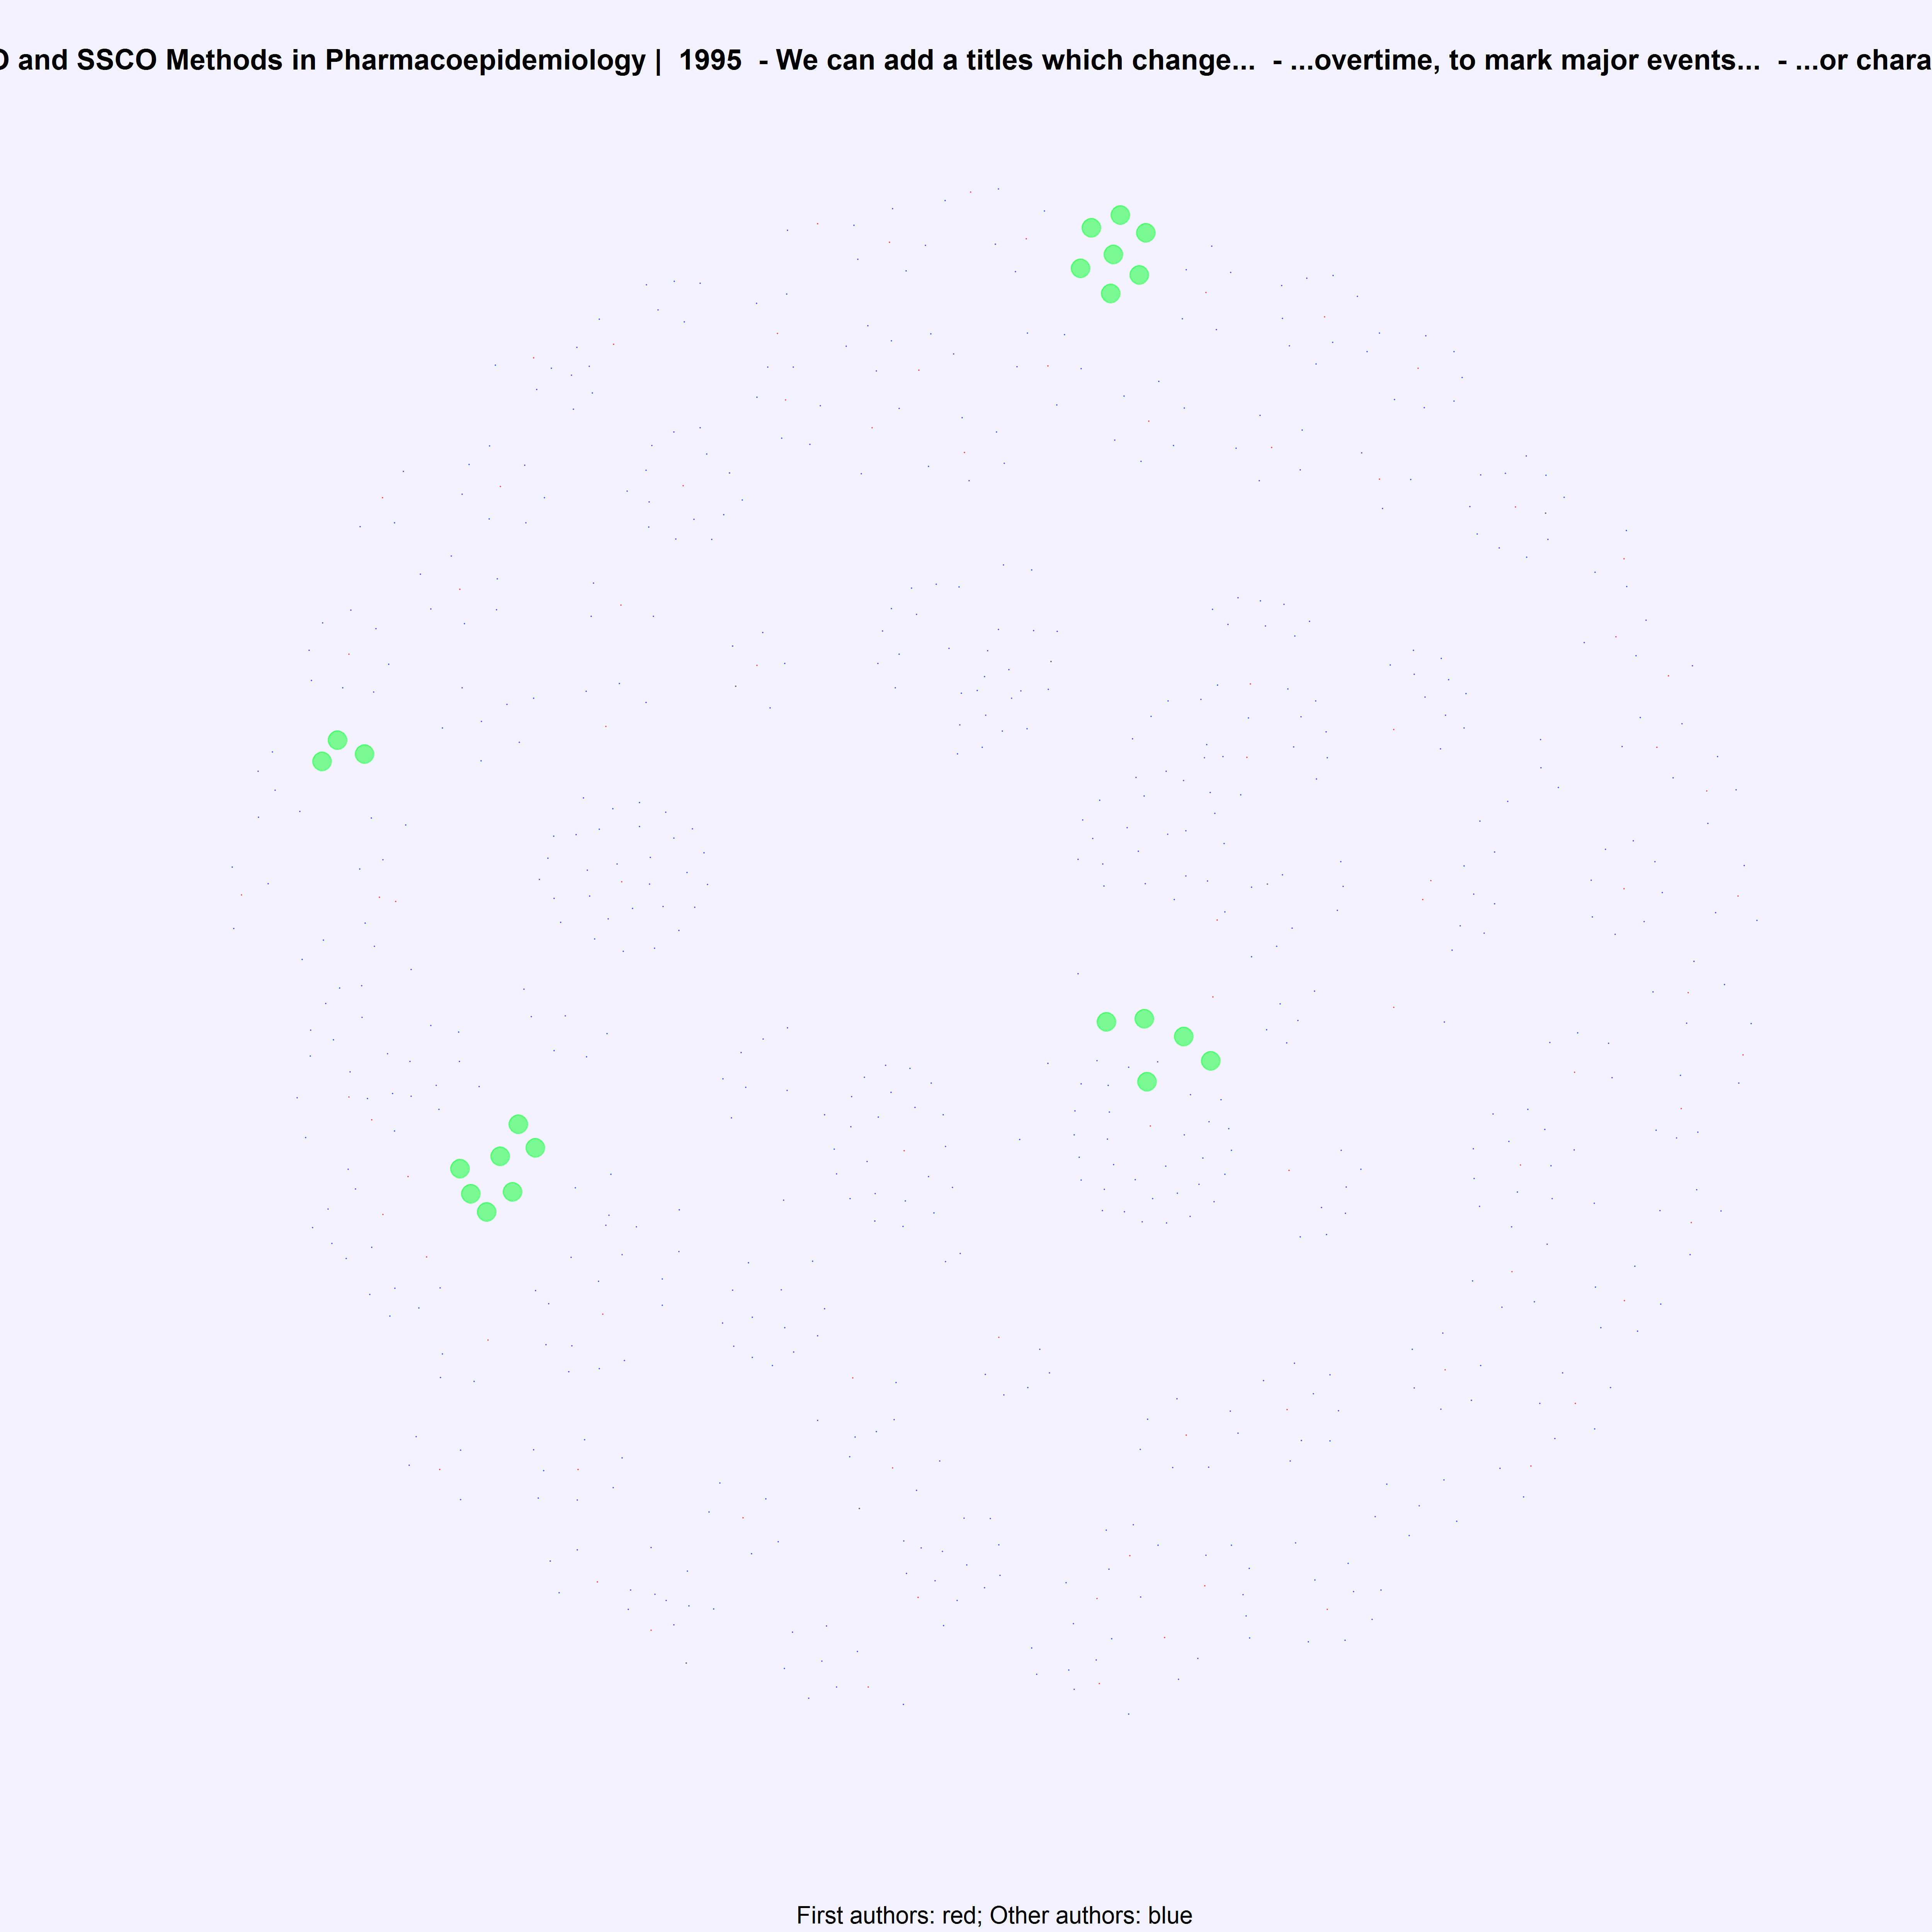 and SSCO Methods in Pharmacoepidemiology | 1995 - We can add a titles which change... - ...overtime, to mark major events... - ...or
First authors: red; Other authors: blue